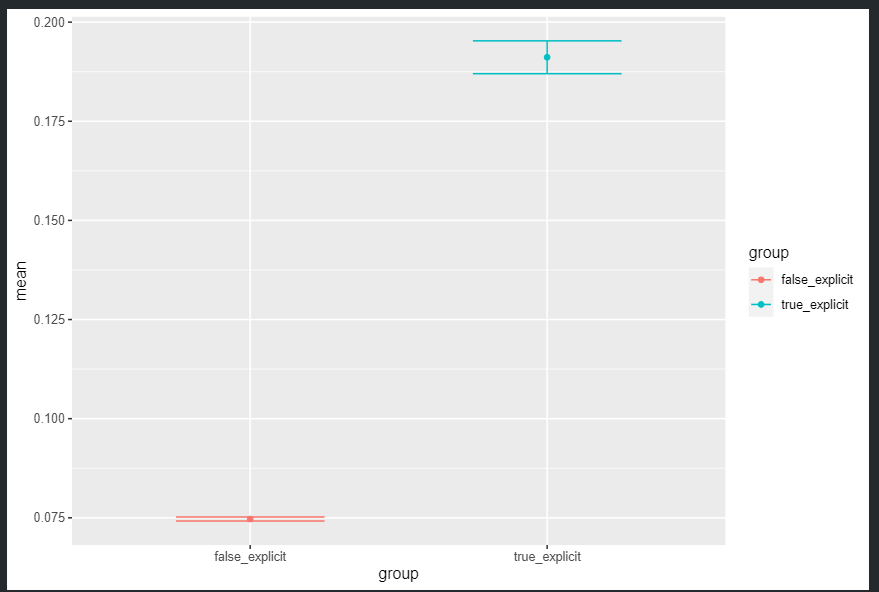 0.200
0.175
0.150
0.125
0.100
0.075
mean
false_explicit
true_explicit
group
group
false_explicit
true_explicit